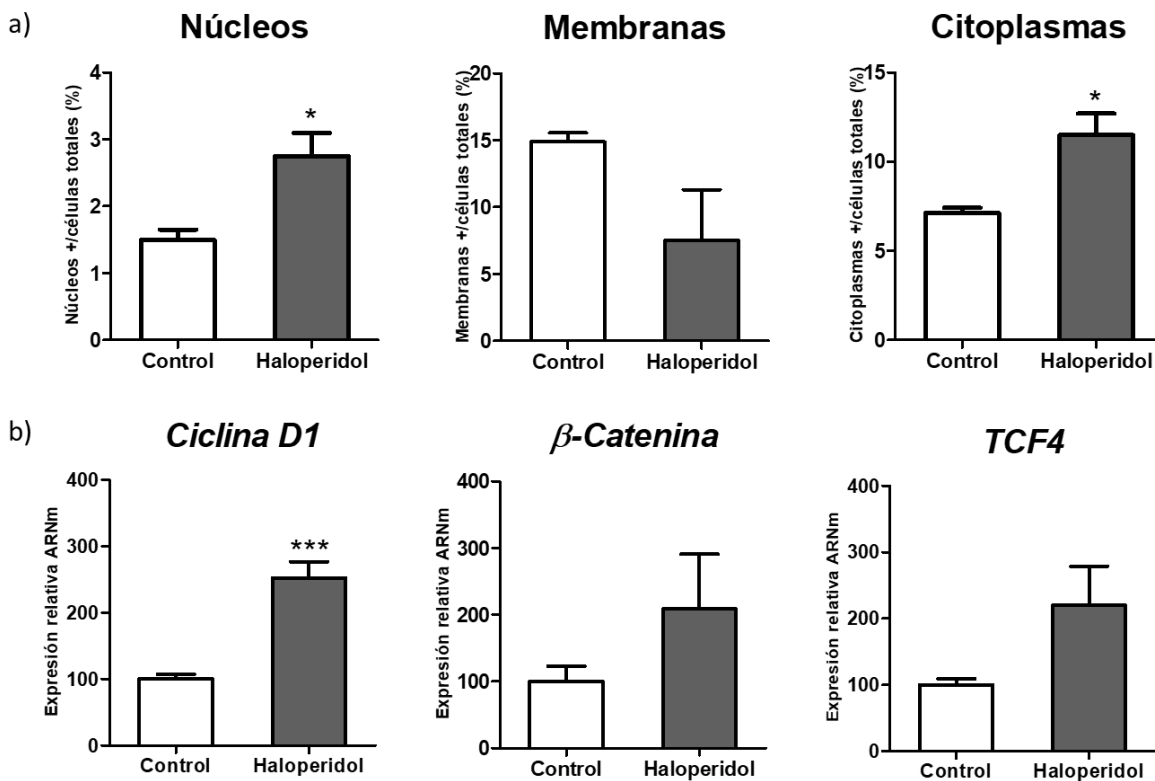 a)
Núcleos
Núcleos +/células totales (%)
4
3
2
1
0
*
Control
Haloperidol
Membranas
Membranas +/células totales (%)
20
15
10
5
0
Control
Haloperidol
Citoplasmas
Citoplasmas +/células totales (%)
15
10
5
0
*
Control
Haloperidol
b)
Ciclina D1
Expresión relativa ARNm
400
300
200
100
0
***
Control
Haloperidol
β-Catenina
Expresión relativa ARNm
400
300
200
100
0
Control
Haloperidol
TCF4
Expresión relativa ARNm
400
300
200
100
0
Control
Haloperidol